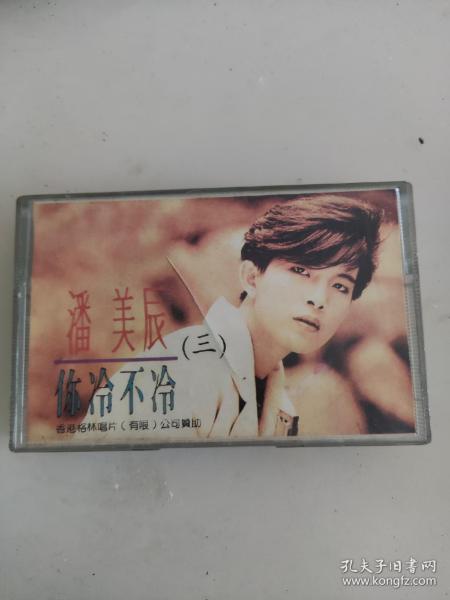 潘美辰
(三)
你冷不冷
香港格林唱片(有限)公司贊助
孔夫子旧书网
www.kongfz.com